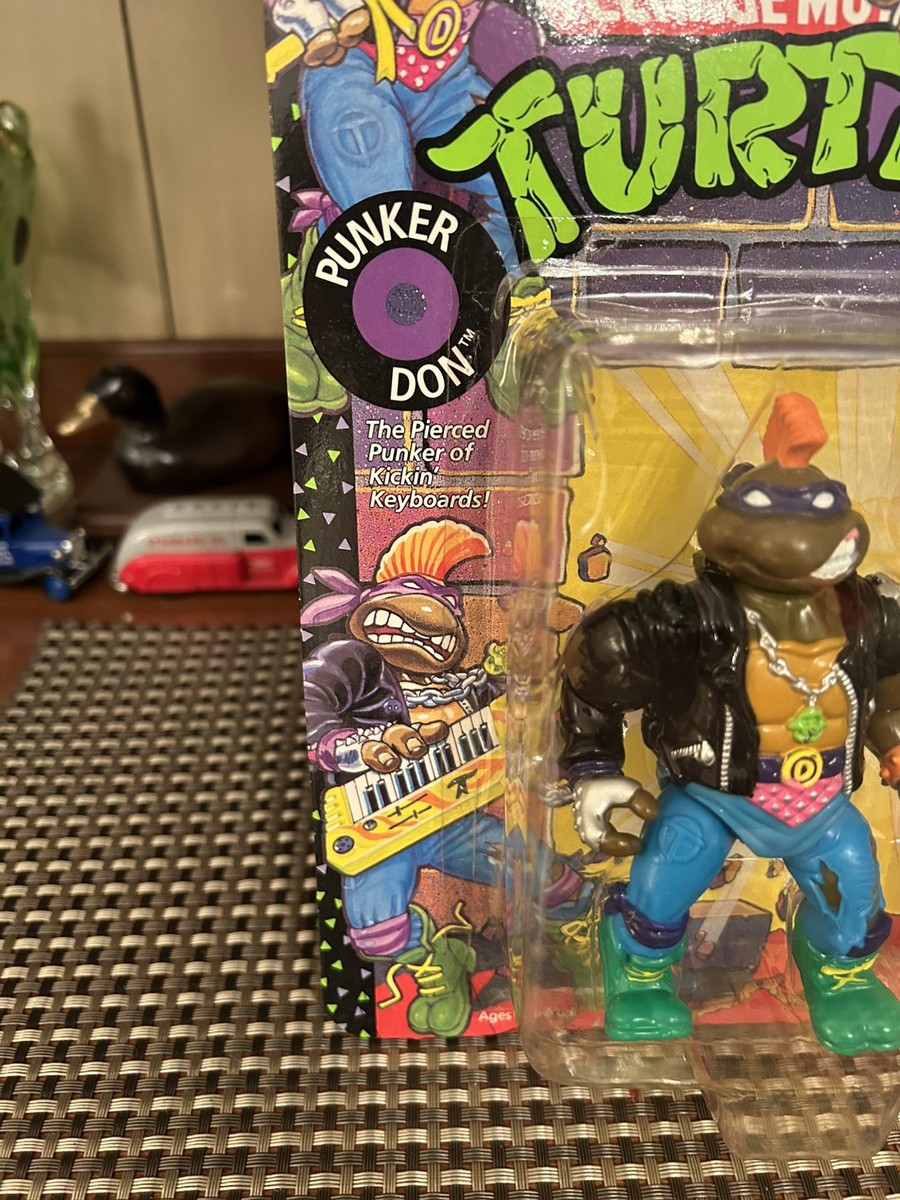 TURT
PUNKER
DON™
The Pierced
Punker of
Kickin'
Keyboards!
D
Ages